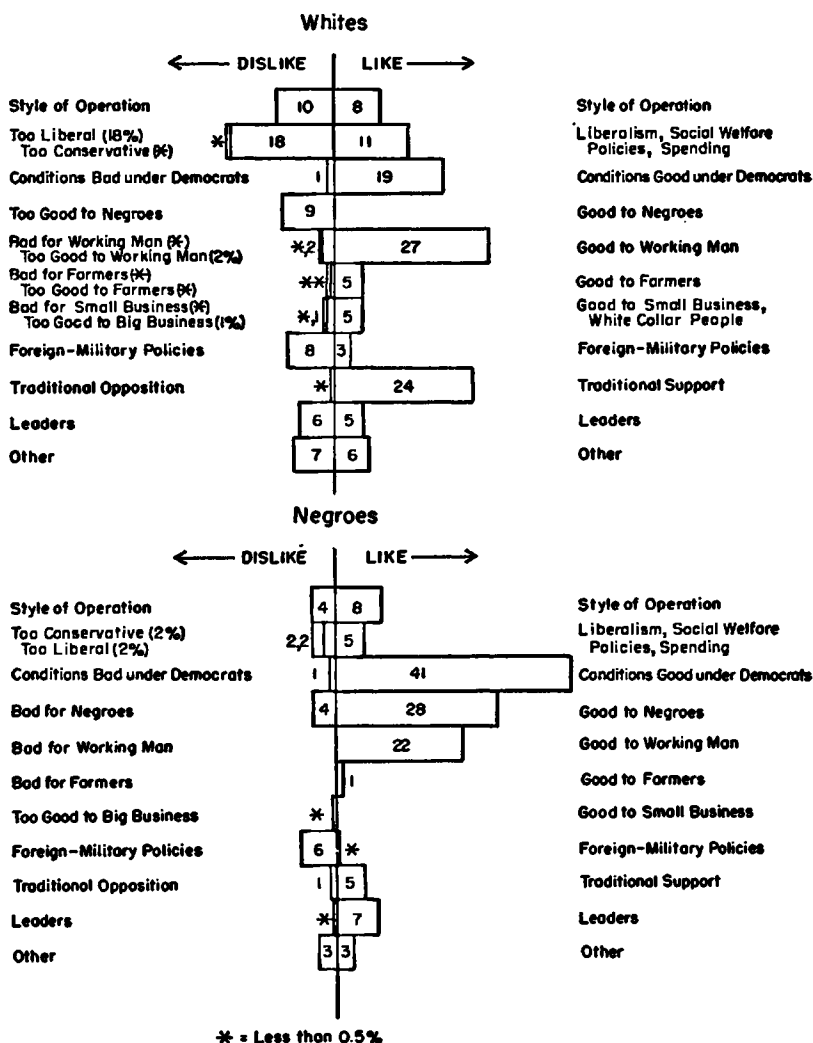 Whites
DISLIKE LIKE
Style of Operation 10 8 Style of Operation
Too Liberal (18%)
Too Conservative (*) * 18 11 Liberalism, Social Welfare
Policies, Spending
Conditions Bad under Democrats 1 19 Conditions Good under Democrats
Too Good to Negroes 9 Good to Negroes
Bad for Working Man (*)
Too Good to Working Man (2%) *,2 27 Good to Working Man
Bad for Farmers (*)
Too Good to Farmers (*) ** 5 Good to Farmers
Bad for Small Business (*)
Too Good to Big Business (1%) *,1 5 Good to Small Business,
White Collar People
Foreign-Military Policies 8 3 Foreign-Military Policies
Traditional Opposition * 24 Traditional Support
Leaders 6 5 Leaders
Other 7 6 Other
Negroes
DISLIKE LIKE
Style of Operation 4 8 Style of Operation
Too Conservative (2%)
Too Liberal (2%) 2,2 5 Liberalism, Social Welfare
Policies, Spending
Conditions Bad under Democrats 1 41 Conditions Good under Democrats
Bad for Negroes 4 28 Good to Negroes
Bad for Working Man 22 Good to Working Man
Bad for Farmers 1 Good to Farmers
Too Good to Big Business * Good to Small Business
Foreign-Military Policies 6 * Foreign-Military Policies
Traditional Opposition 1 5 Traditional Support
Leaders * 7 Leaders
Other 3 3 Other
* = Less than 0.5%